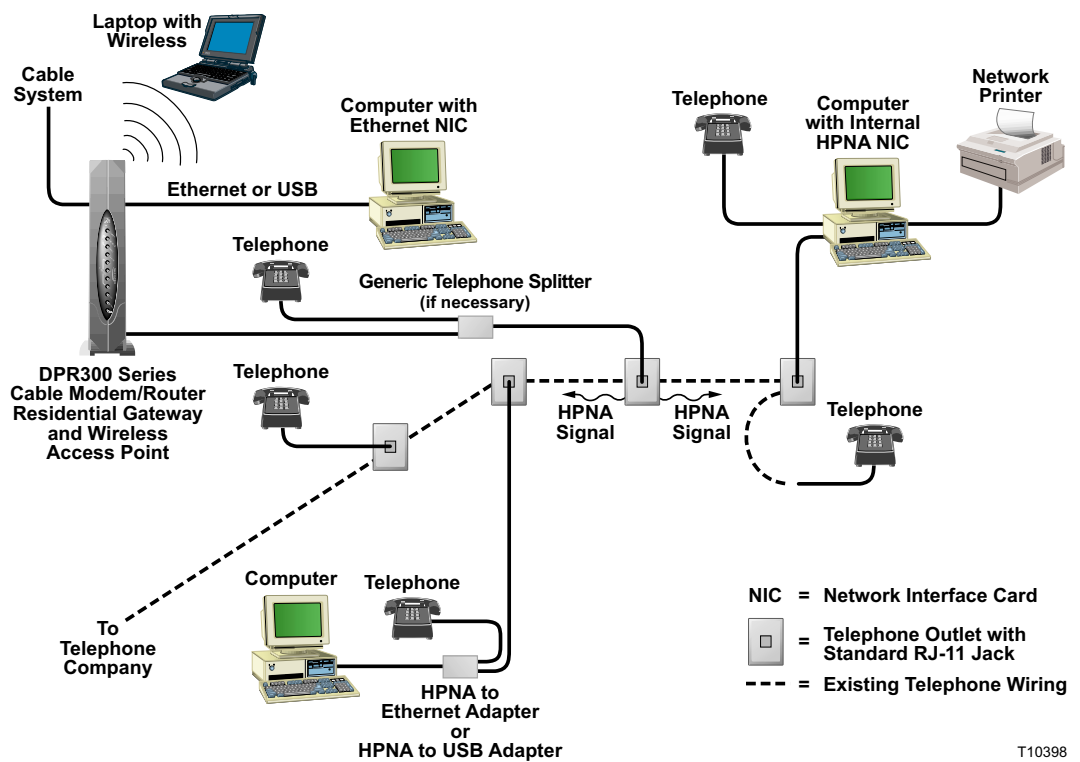 Laptop with
Wireless
Cable
System
Computer with
Ethernet NIC
Telephone
Computer
with Internal
HPNA NIC
Network
Printer
Ethernet or USB
Telephone
Generic Telephone Splitter
(if necessary)
DPR300 Series
Cable Modem/Router
Residential Gateway
and Wireless
Access Point
Telephone
HPNA
Signal
HPNA
Signal
Telephone
To
Telephone
Company
Computer
Telephone
HPNA to
Ethernet Adapter
or
HPNA to USB Adapter
NIC = Network Interface Card
= Telephone Outlet with
Standard RJ-11 Jack
= Existing Telephone Wiring
T10398